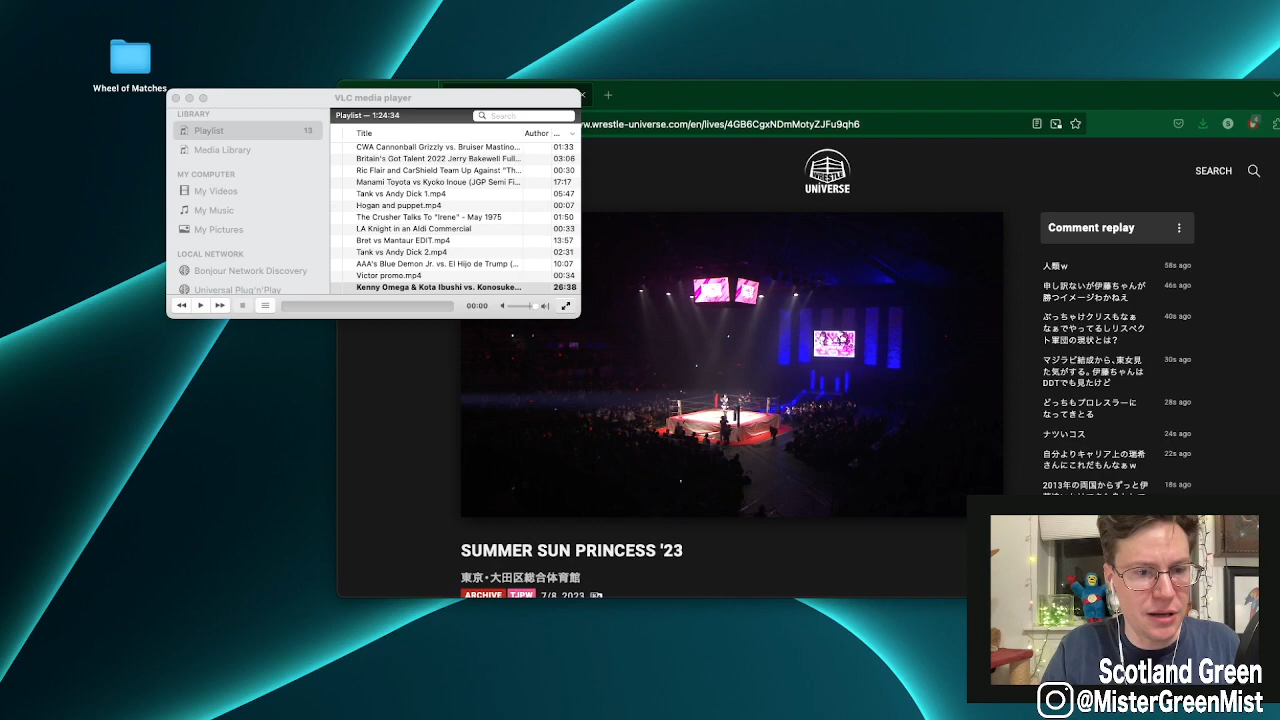 Wheel of Matches
VLC media player
LIBRARY
Playlist 13
Media Library
MY COMPUTER
My Videos
My Music
My Pictures
LOCAL NETWORK
Bonjour Network Discovery
Universal Plug'n'Play
Playlist — 1:24:34
Search
Title Author ...
CWA Cannonball Grizzly vs. Bruiser Mastino... 01:33
Britain's Got Talent 2022 Jerry Bakewell Full... 03:06
Ric Flair and CarShield Team Up Against "Th... 00:30
Manami Toyota vs Kyoko Inoue (JGP Semi Fi... 17:17
Tank vs Andy Dick 1.mp4 05:47
Hogan and puppet.mp4 00:07
The Crusher Talks To "Irene" - May 1975 01:50
LA Knight in an Aldi Commercial 00:33
Bret vs Mantaur EDIT.mp4 13:57
Tank vs Andy Dick 2.mp4 02:31
AAA's Blue Demon Jr. vs. El Hijo de Trump (... 10:07
Victor promo.mp4 00:34
Kenny Omega & Kota Ibushi vs. Konosuke... 26:38
00:00
w.wrestle-universe.com/en/lives/4GB6CgxNDmMotyZJFu9qh6
UNIVERSE
SEARCH
Comment replay
人類w 58s ago
申し訳ないが伊藤ちゃんが 46s ago
勝つイメージわかねえ
ぶっちゃけクリスもなぁ 40s ago
なぁでやってるしリスペク
ト軍団の現状とは?
マジラビ結成から、東女見 30s ago
た気がする。伊藤ちゃんは
DDTでも見たけど
どっちもプロレスラーに 28s ago
なってきとる
ナツいコス 24s ago
自分よりキャリア上の瑞希 22s ago
さんにこれだもんなぁw
2013年の両国からずっと伊 18s ago
SUMMER SUN PRINCESS '23
東京・大田区総合体育館
ARCHIVE TJPW 7/8, 2023
Scotland Green
@MisterGreenMist